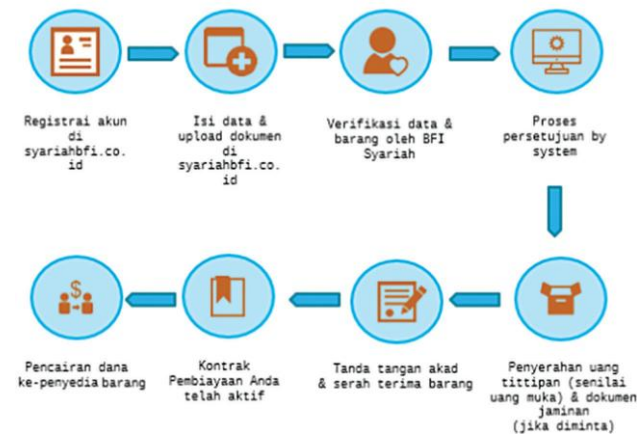 Registrai akun
di
syariahbfi.co.
id
Isi data &
upload dokumen
di
syariahbfi.co.
id
Verifikasi data &
barang oleh BFI
Syariah
Proses
persetujuan by
system
Penyerahan uang
tittipan (senilai
uang muka) & dokumen
jaminan
(jika diminta)
Tanda tangan akad
& serah terima barang
Kontrak
Pembiayaan Anda
telah aktif
$
Pencairan dana
ke-penyedia barang